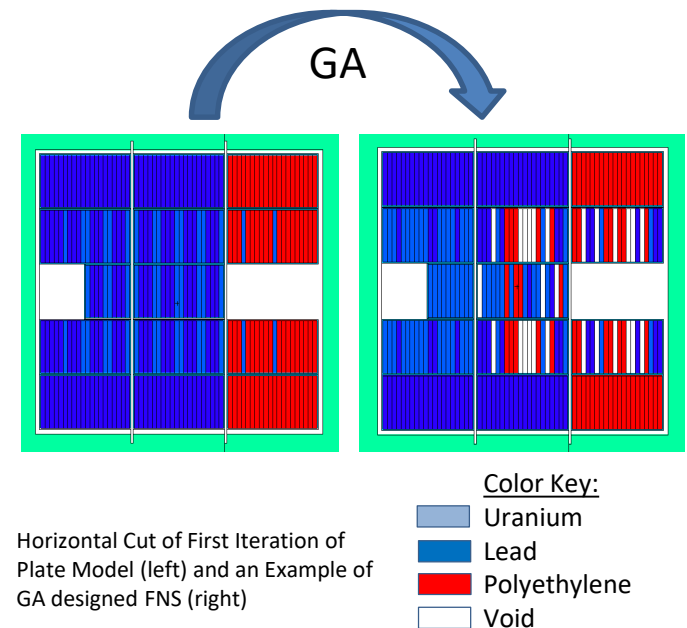 GA
Color Key:
Uranium
Lead
Polyethylene
Void
Horizontal Cut of First Iteration of
Plate Model (left) and an Example of
GA designed FNS (right)